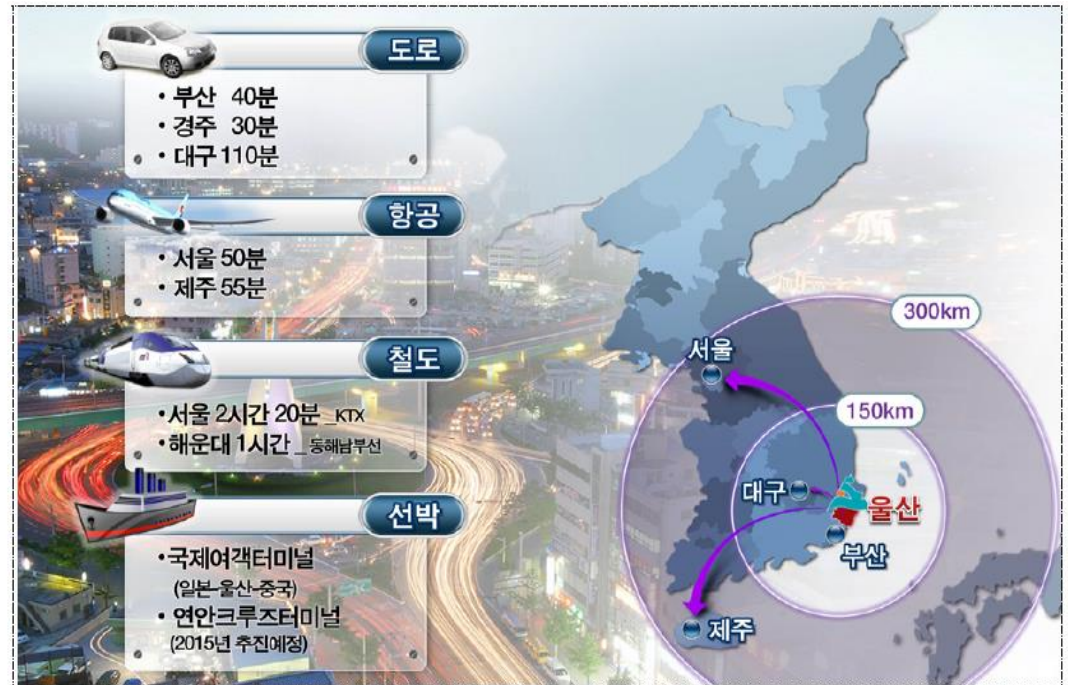 도로
• 부산 40분
• 경주 30분
• 대구 110분
항공
• 서울 50분
• 제주 55분
철도
•서울 2시간 20분 _KTX
•해운대 1시간 _ 동해남부선
선박
•국제여객터미널
(일본-울산-중국)
• 연안크루즈터미널
(2015년 추진예정)
300km
서울
150km
대구
울산
부산
제주